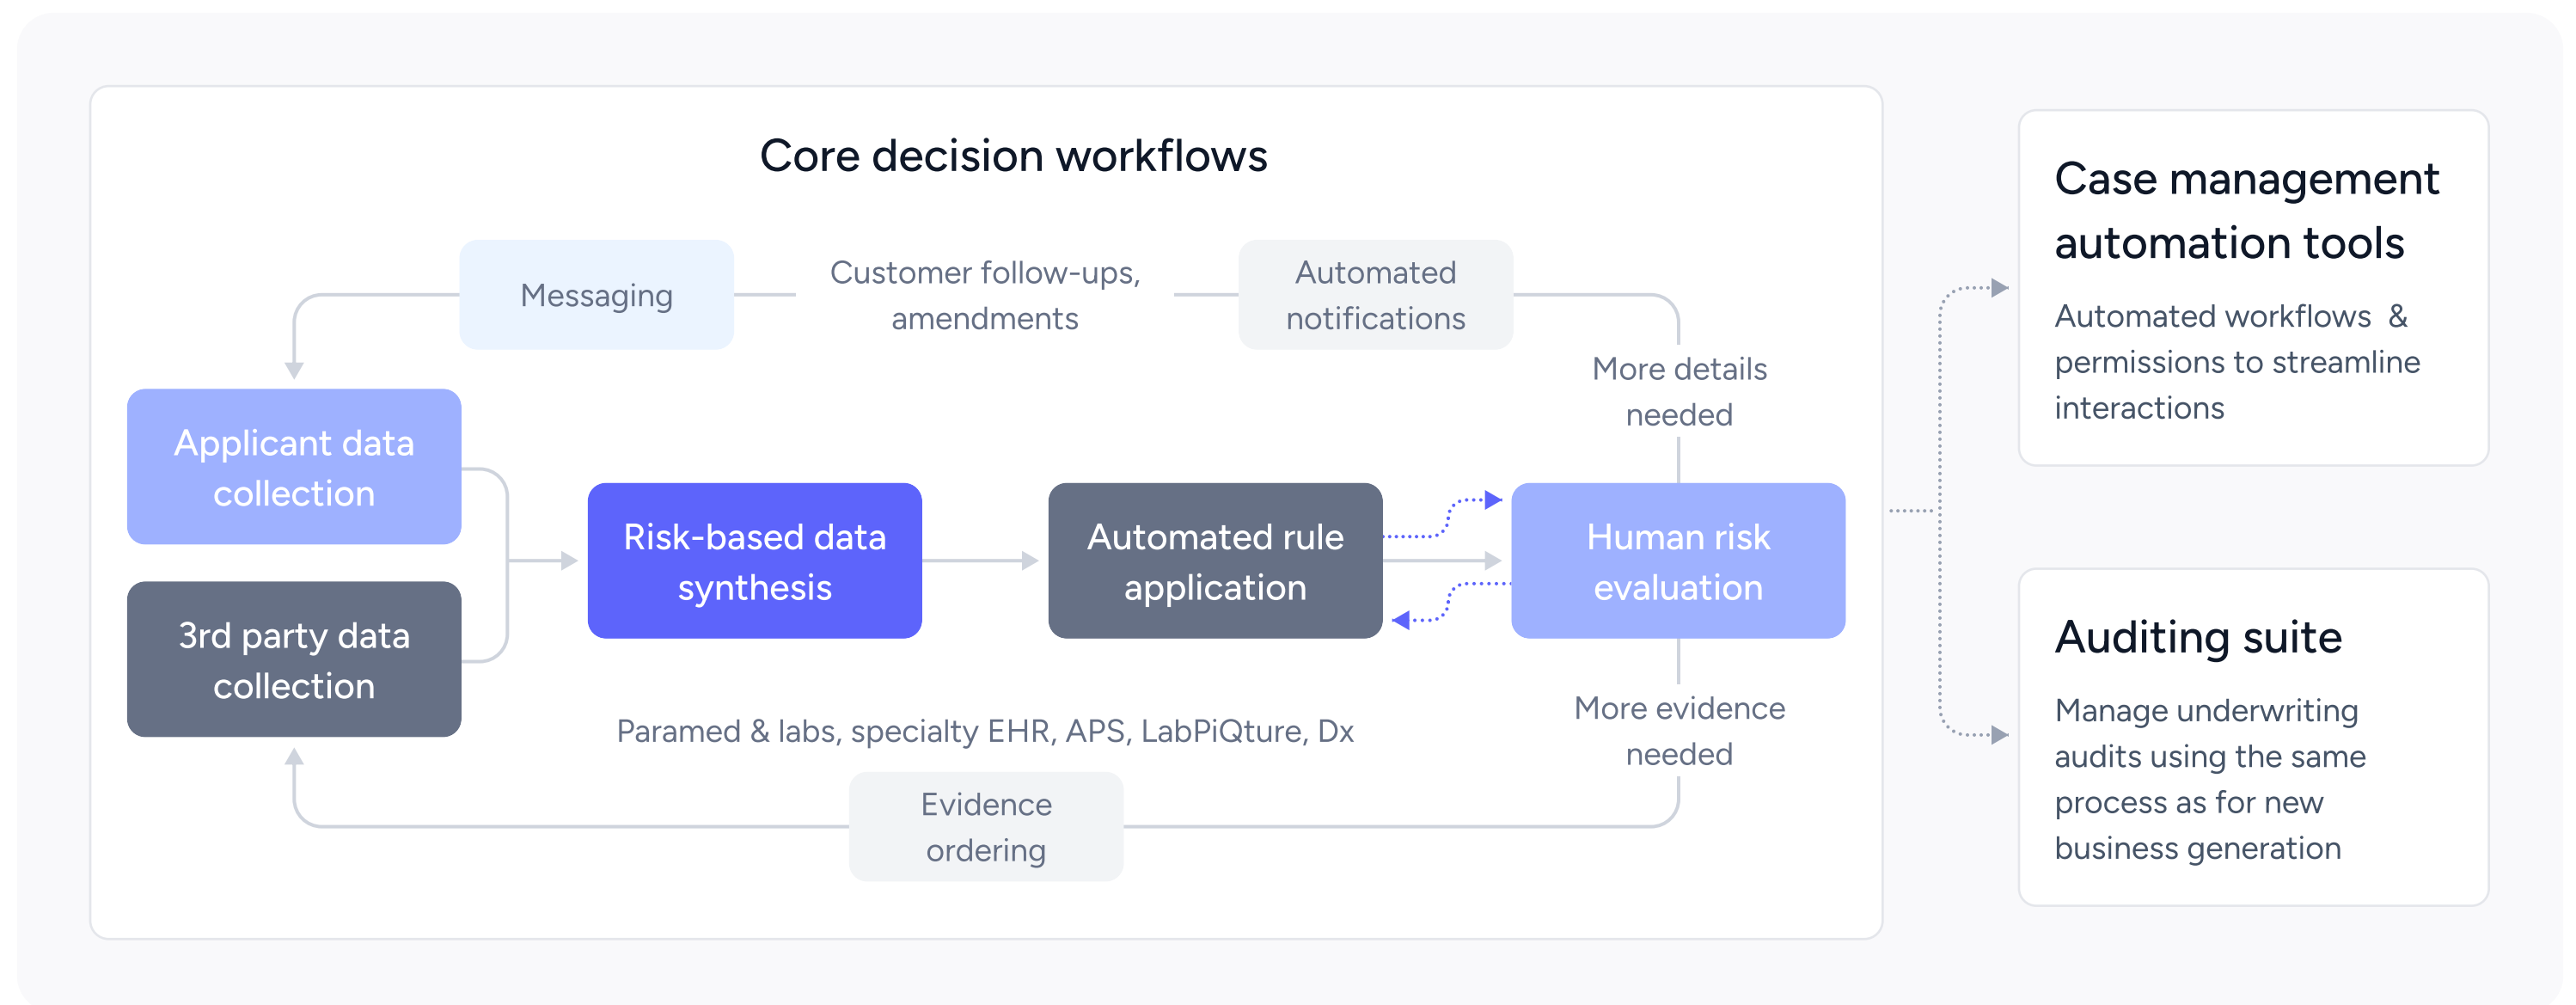 Core decision workflows
Messaging
Customer follow-ups,
amendments
Automated
notifications
More details
needed
Applicant data
collection
3rd party data
collection
Risk-based data
synthesis
Automated rule
application
Human risk
evaluation
More evidence
needed
Paramed & labs, specialty EHR, APS, LabPiQture, Dx
Evidence
ordering
Case management
automation tools
Automated workflows  &
permissions to streamline
interactions
Auditing suite
Manage underwriting
audits using the same
process as for new
business generation